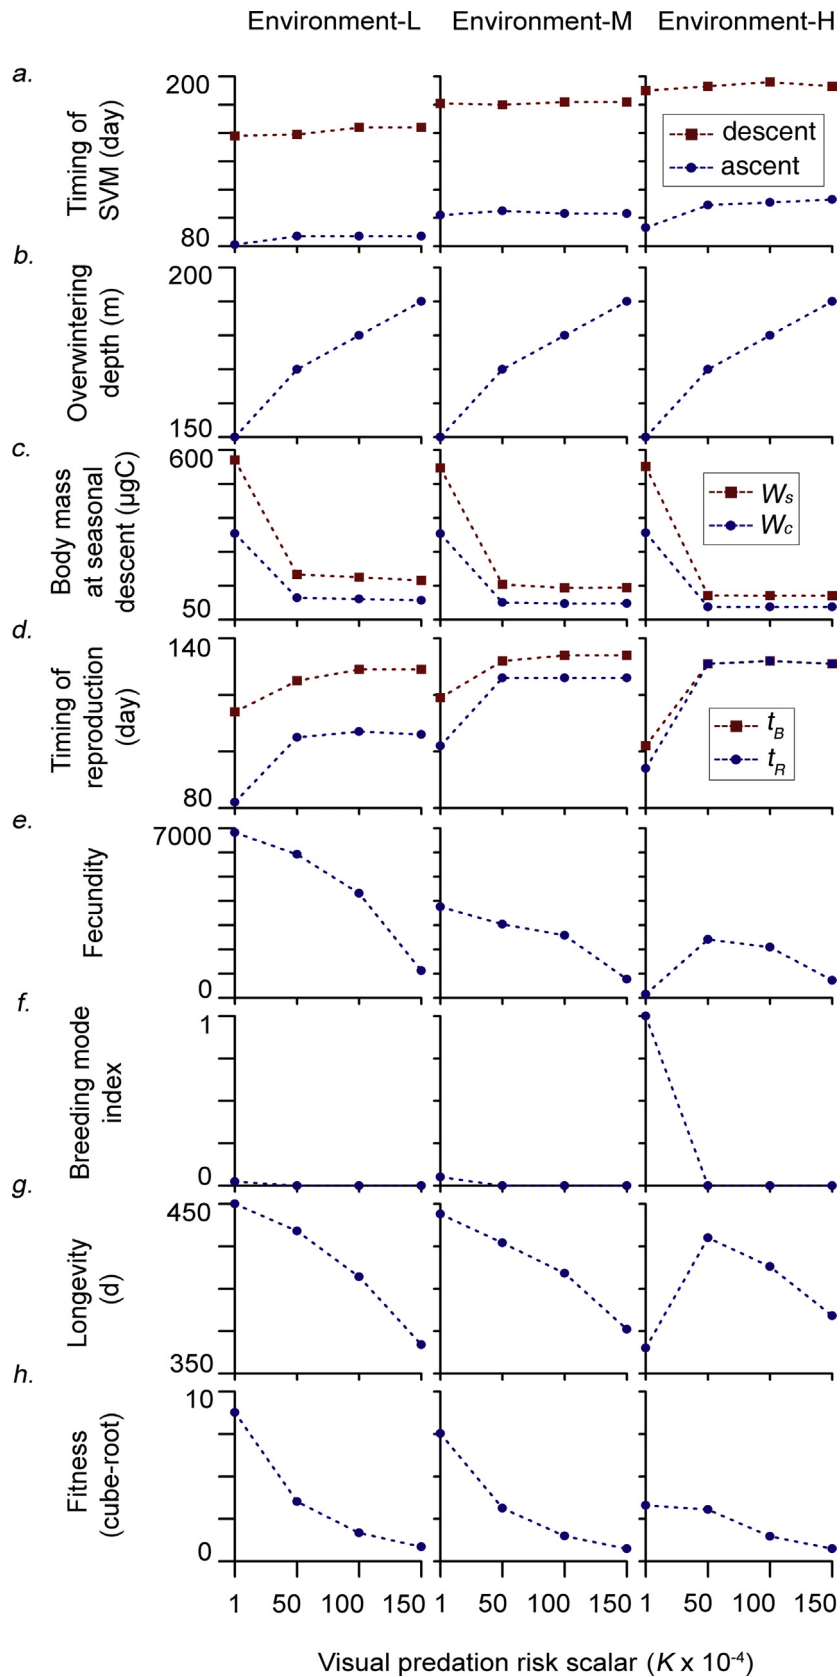 Environment-L Environment-M Environment-H
a.
Timing of
SVM (day)
200
80
descent
ascent
b.
Overwintering
depth (m)
200
150
c.
Body mass
at seasonal
descent (µgC)
600
50
Ws
Wc
d.
Timing of
reproduction
(day)
140
80
tB
tR
e.
Fecundity
7000
0
f.
Breeding mode
index
1
0
g.
Longevity
(d)
450
350
h.
Fitness
(cube-root)
10
0
1 50 100 150 1 50 100 150 1 50 100 150
Visual predation risk scalar (K x 10⁻⁴)